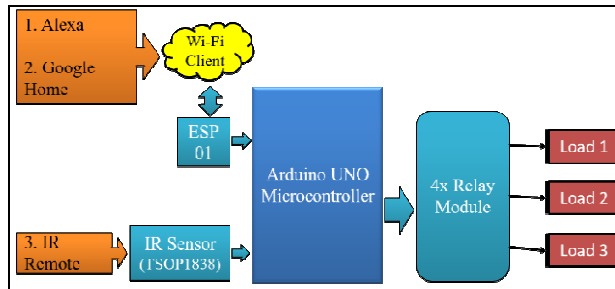 1. Alexa
2. Google
Home
Wi-Fi
Client
ESP
01
Arduino UNO
Microcontroller
4x Relay
Module
Load 1
Load 2
Load 3
3. IR
Remote
IR Sensor
(TSOP1838)